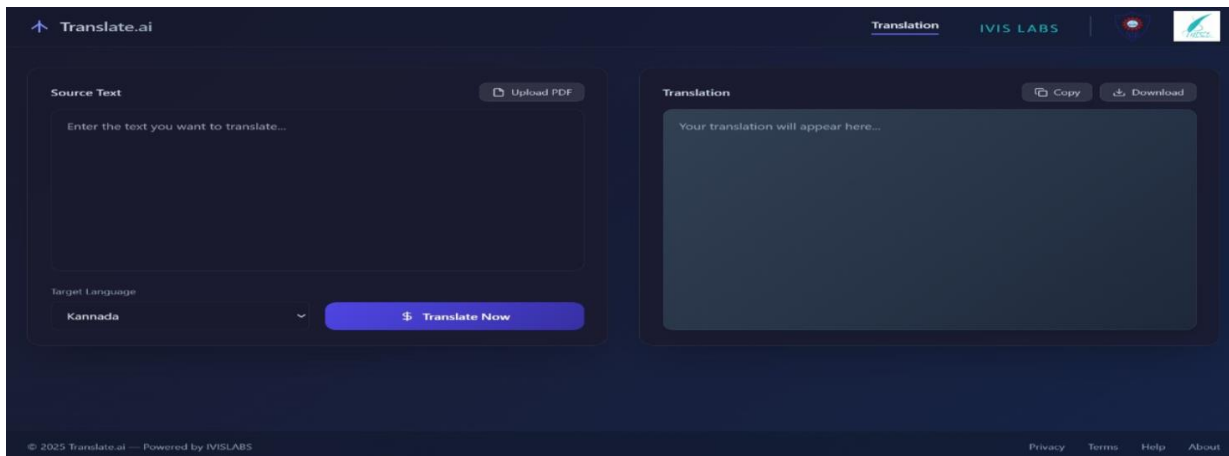 Translate.ai
Translation
IVIS LABS
Source Text
Upload PDF
Enter the text you want to translate...
Target Language
Kannada
$ Translate Now
Translation
Copy
Download
Your translation will appear here...
© 2025 Translate.ai — Powered by IVISLABS
Privacy Terms Help About